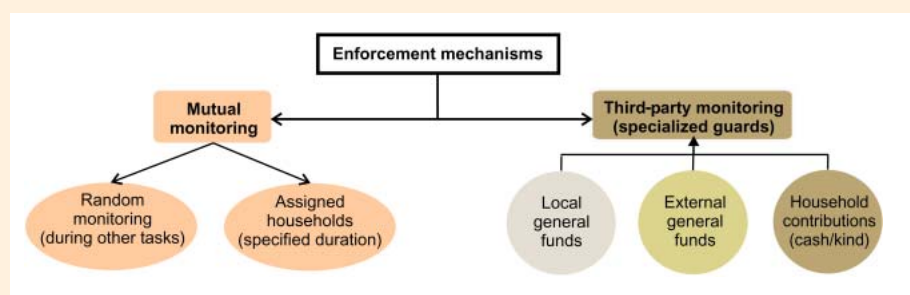 Enforcement mechanisms
Mutual
monitoring
Third-party monitoring
(specialized guards)
Random
monitoring
(during other tasks)
Assigned
households
(specified duration)
Local
general
funds
External
general
funds
Household
contributions
(cash/kind)